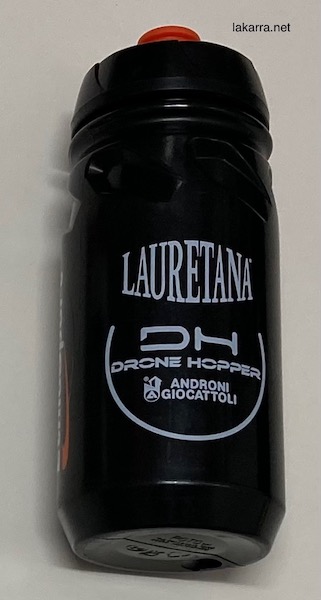 lakarra.net
LAURETANA
DH
DRONE HOPPER
ANDRONI
GIOCATTOLI